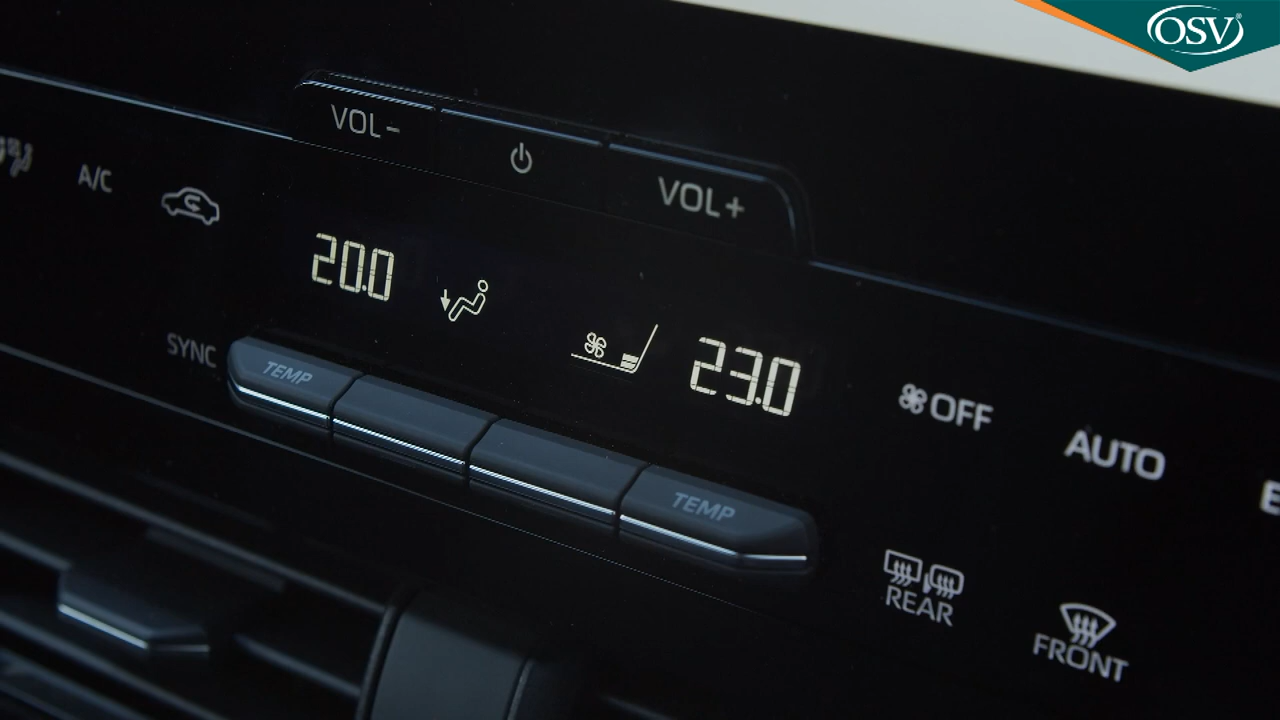 OSV
VOL-
VOL+
A/C
20.0
23.0
SYNC
TEMP
TEMP
OFF
AUTO
REAR
FRONT